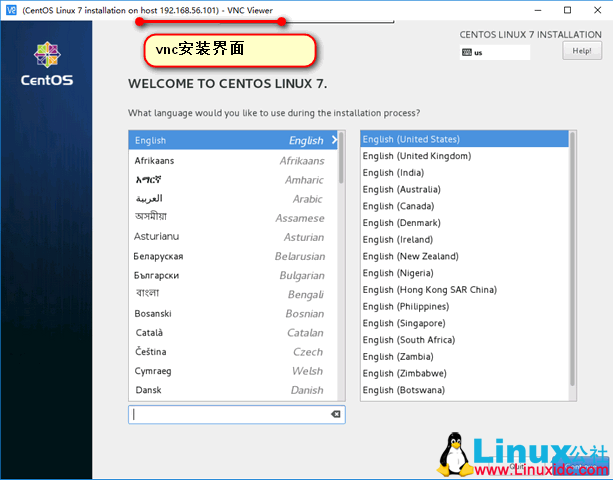 (CentOS Linux 7 installation on host 192.168.56.101) - VNC Viewer
vnc安装界面
CENTOS LINUX 7 INSTALLATION
us
Help!
CentOS
WELCOME TO CENTOS LINUX 7.
What language would you like to use during the installation process?
English English
Afrikaans Afrikaans
አማርኛ Amharic
العربية Arabic
অসমীয়া Assamese
Asturianu Asturian
Беларуская Belarusian
Български Bulgarian
বাংলা Bengali
Bosanski Bosnian
Català Catalan
Čeština Czech
Cymraeg Welsh
Dansk Danish
English (United States)
English (United Kingdom)
English (India)
English (Australia)
English (Canada)
English (Denmark)
English (Ireland)
English (New Zealand)
English (Nigeria)
English (Hong Kong SAR China)
English (Philippines)
English (Singapore)
English (South Africa)
English (Zambia)
English (Zimbabwe)
English (Botswana)
Linux公社
www.Linuxidc.com